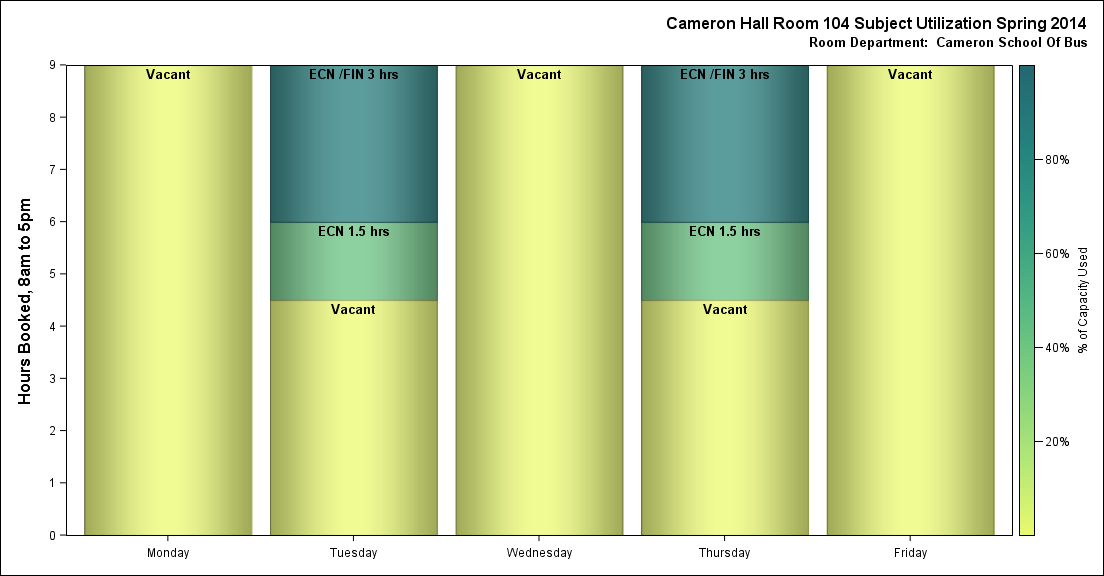 Cameron Hall Room 104 Subject Utilization Spring 2014
Room Department:  Cameron School Of Bus
Hours Booked, 8am to 5pm
9
8
7
6
5
4
3
2
1
0
Vacant
ECN /FIN 3 hrs
Vacant
ECN /FIN 3 hrs
Vacant
ECN 1.5 hrs
ECN 1.5 hrs
Vacant
Vacant
Monday
Tuesday
Wednesday
Thursday
Friday
80%
60%
40%
20%
% of Capacity Used